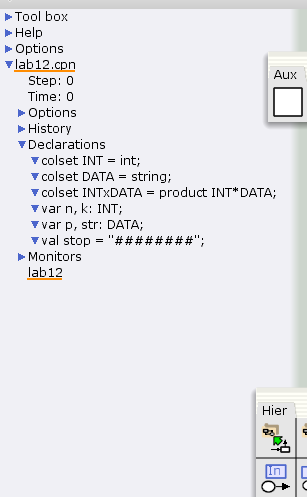 Tool box
Help
Options
lab12.cpn
Step: 0
Time: 0
Options
History
Declarations
colset INT = int;
colset DATA = string;
colset INTxDATA = product INT*DATA;
var n, k: INT;
var p, str: DATA;
val stop = "########";
Monitors
lab12
Aux
Hier
In